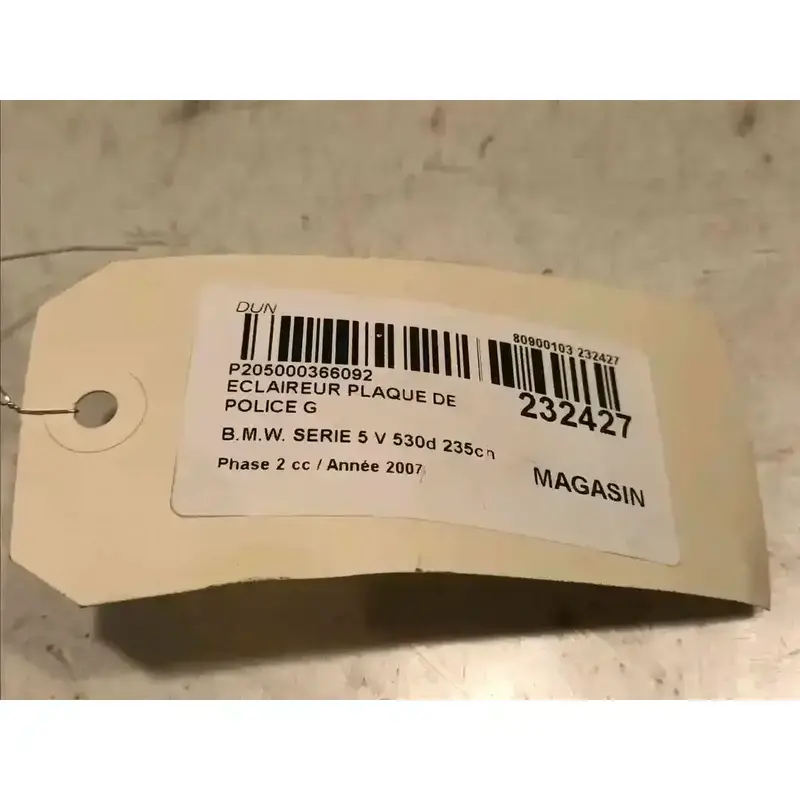 DUN
80900103 232427
P205000366092
ECLAIREUR PLAQUE DE
POLICE G
232427
B.M.W. SERIE 5 V 530d 235ch
Phase 2 cc / Année 2007
MAGASIN